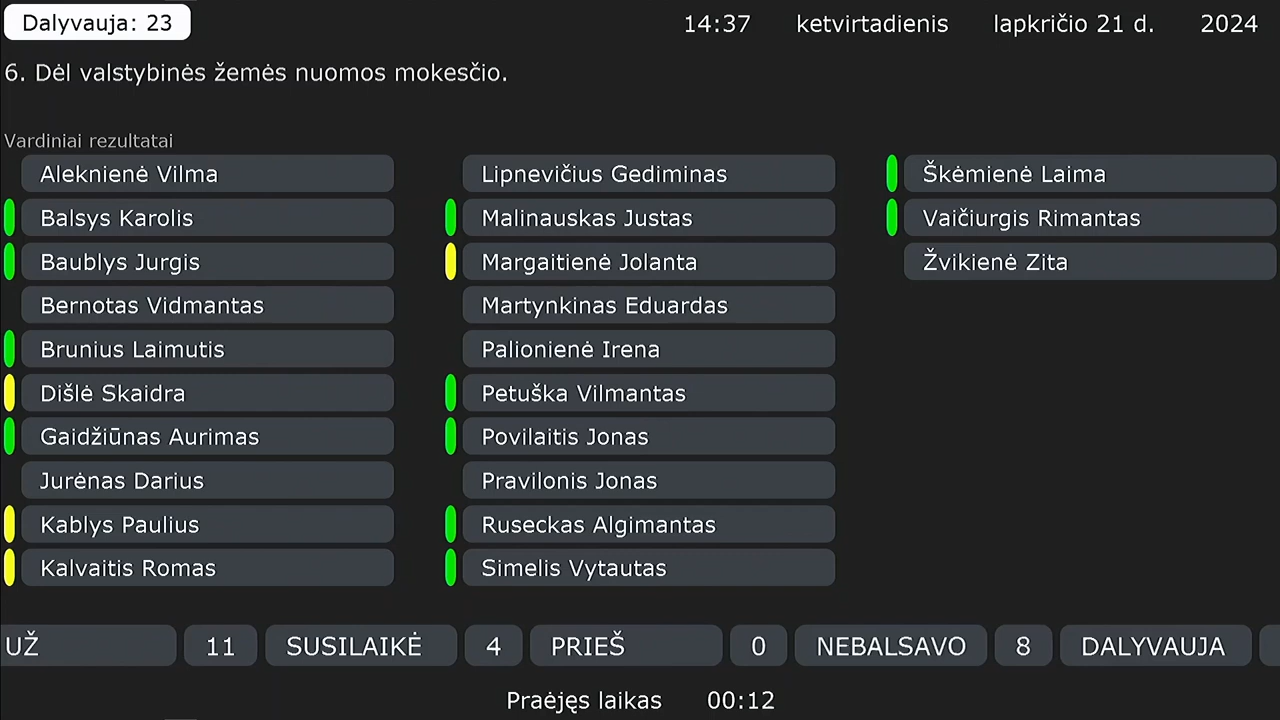 Dalyvauja: 23 14:37 ketvirtadienis lapkričio 21 d. 2024
6. Dėl valstybinės žemės nuomos mokesčio.
Vardiniai rezultatai
Aleknienė Vilma
Balsys Karolis
Baublys Jurgis
Bernotas Vidmantas
Brunius Laimutis
Dišlė Skaidra
Gaidžiūnas Aurimas
Jurėnas Darius
Kablys Paulius
Kalvaitis Romas
Lipnevičius Gediminas
Malinauskas Justas
Margaitienė Jolanta
Martynkinas Eduardas
Palionienė Irena
Petuška Vilmantas
Povilaitis Jonas
Pravilonis Jonas
Ruseckas Algimantas
Simelis Vytautas
Škėmienė Laima
Vaičiurgis Rimantas
Žvikienė Zita
UŽ 11 SUSILAIKĖ 4 PRIEŠ 0 NEBALSAVO 8 DALYVAUJA
Praėjęs laikas 00:12